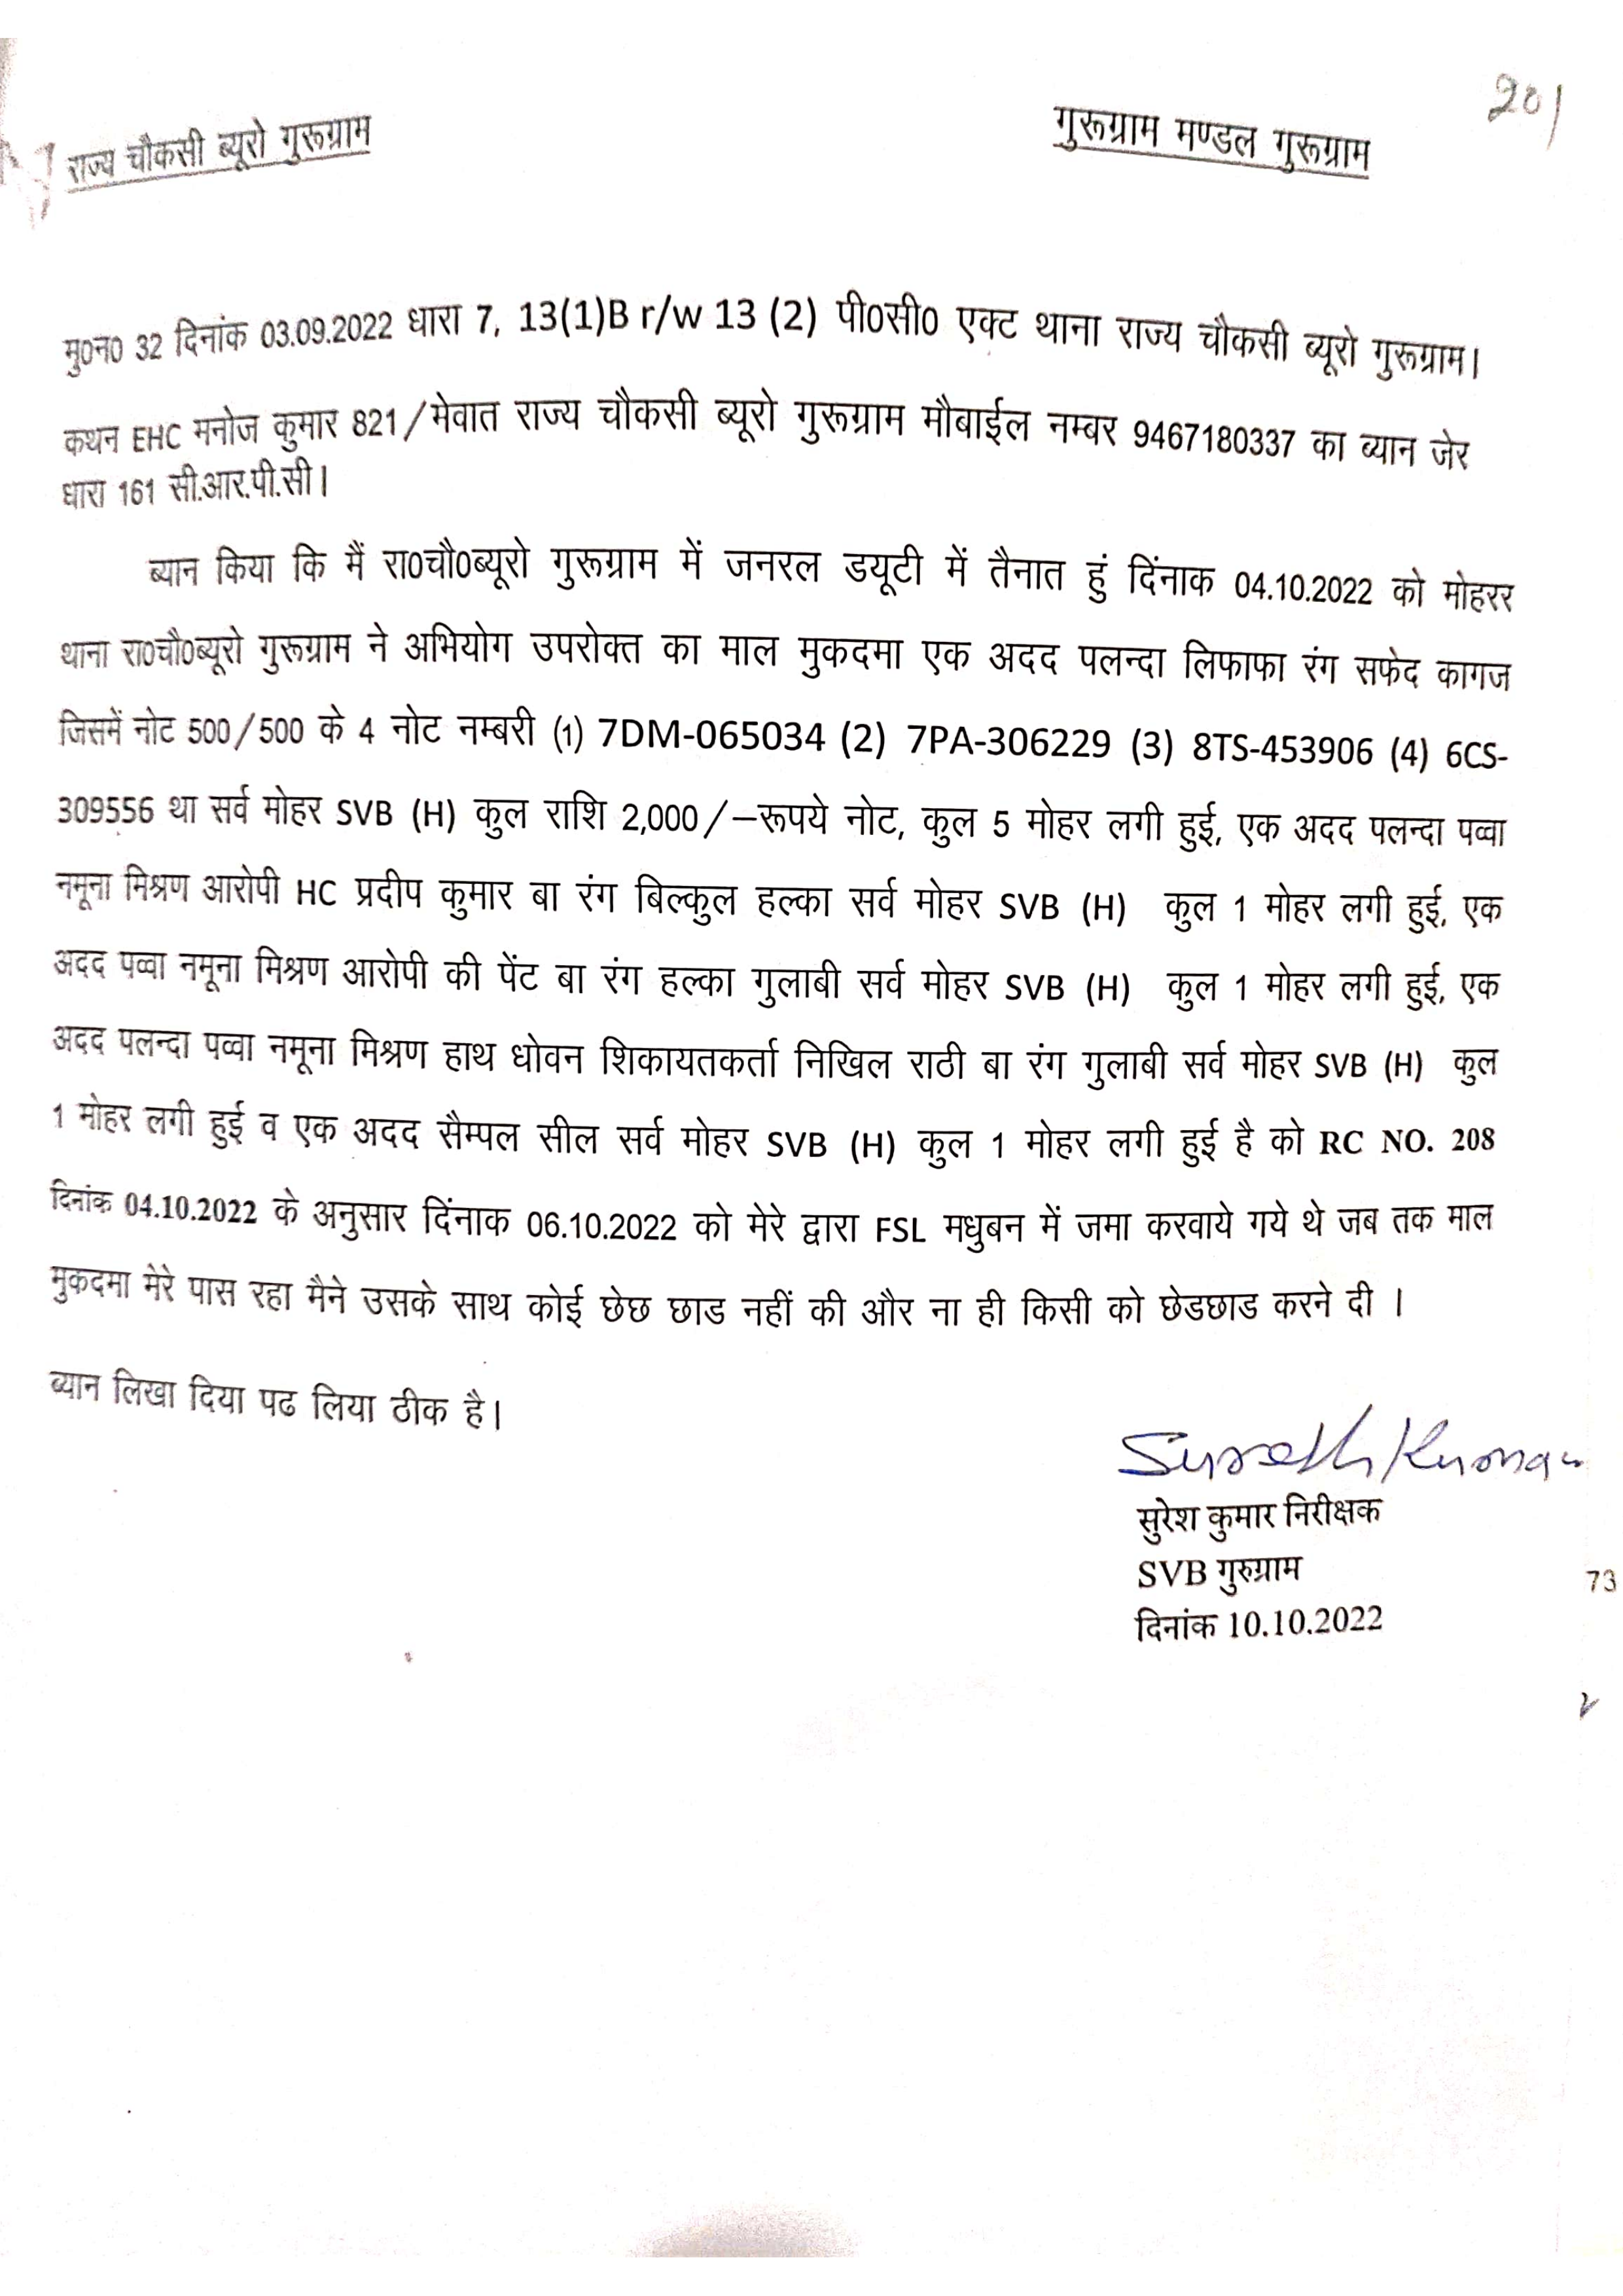 201
राज्य चौकसी ब्यूरो गुरूग्राम
गुरूग्राम मण्डल गुरूग्राम
मु0न0 32 दिनांक 03.09.2022 धारा 7, 13(1)B r/w 13 (2) पी0सी0 एक्ट थाना राज्य चौकसी ब्यूरो गुरूग्राम।
कथन EHC मनोज कुमार 821/मेवात राज्य चौकसी ब्यूरो गुरूग्राम मौबाईल नम्बर 9467180337 का ब्यान जेर
धारा 161 सी.आर.पी.सी।
ब्यान किया कि मैं रा0चौ0ब्यूरो गुरूग्राम में जनरल डयूटी में तैनात हुं दिंनाक 04.10.2022 को मोहरर
थाना रा0चौ0ब्यूरो गुरूग्राम ने अभियोग उपरोक्त का माल मुकदमा एक अदद पलन्दा लिफाफा रंग सफेद कागज
जिसमें नोट 500/500 के 4 नोट नम्बरी (1) 7DM-065034 (2) 7PA-306229 (3) 8TS-453906 (4) 6CS-
309556 था सर्व मोहर SVB (H) कुल राशि 2,000/–रूपये नोट, कुल 5 मोहर लगी हुई, एक अदद पलन्दा पव्वा
नमूना मिश्रण आरोपी HC प्रदीप कुमार बा रंग बिल्कुल हल्का सर्व मोहर SVB (H) कुल 1 मोहर लगी हुई, एक
अदद पव्वा नमूना मिश्रण आरोपी की पेंट बा रंग हल्का गुलाबी सर्व मोहर SVB (H) कुल 1 मोहर लगी हुई, एक
अदद पलन्दा पव्वा नमूना मिश्रण हाथ धोवन शिकायतकर्ता निखिल राठी बा रंग गुलाबी सर्व मोहर SVB (H) कुल
1 मोहर लगी हुई व एक अदद सैम्पल सील सर्व मोहर SVB (H) कुल 1 मोहर लगी हुई है को RC NO. 208
दिनांक 04.10.2022 के अनुसार दिंनाक 06.10.2022 को मेरे द्वारा FSL मधुबन में जमा करवाये गये थे जब तक माल
मुकदमा मेरे पास रहा मैने उसके साथ कोई छेछ छाड नहीं की और ना ही किसी को छेडछाड करने दी ।
ब्यान लिखा दिया पढ लिया ठीक है।
Suresh Kumar
सुरेश कुमार निरीक्षक
SVB गुरुग्राम
दिनांक 10.10.2022
73